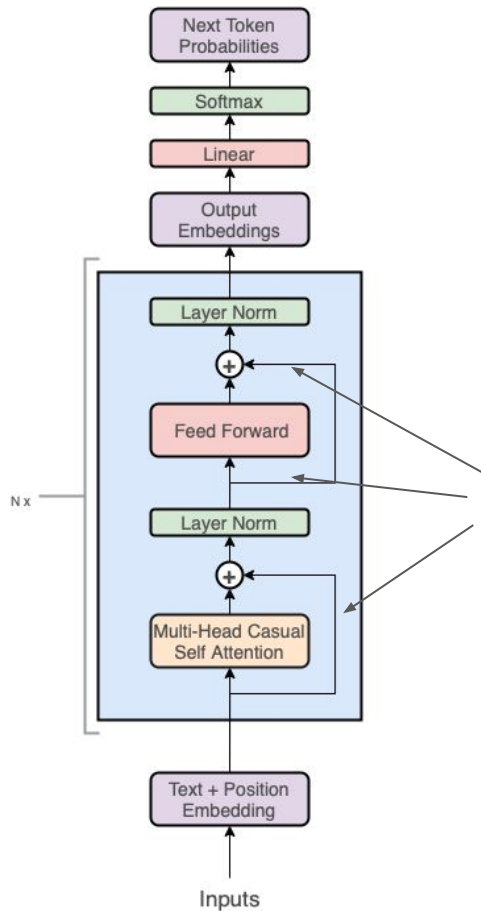 Next Token
Probabilities
Softmax
Linear
Output
Embeddings
Layer Norm
+
Feed Forward
N x
Layer Norm
+
Multi-Head Casual
Self Attention
Text + Position
Embedding
Inputs